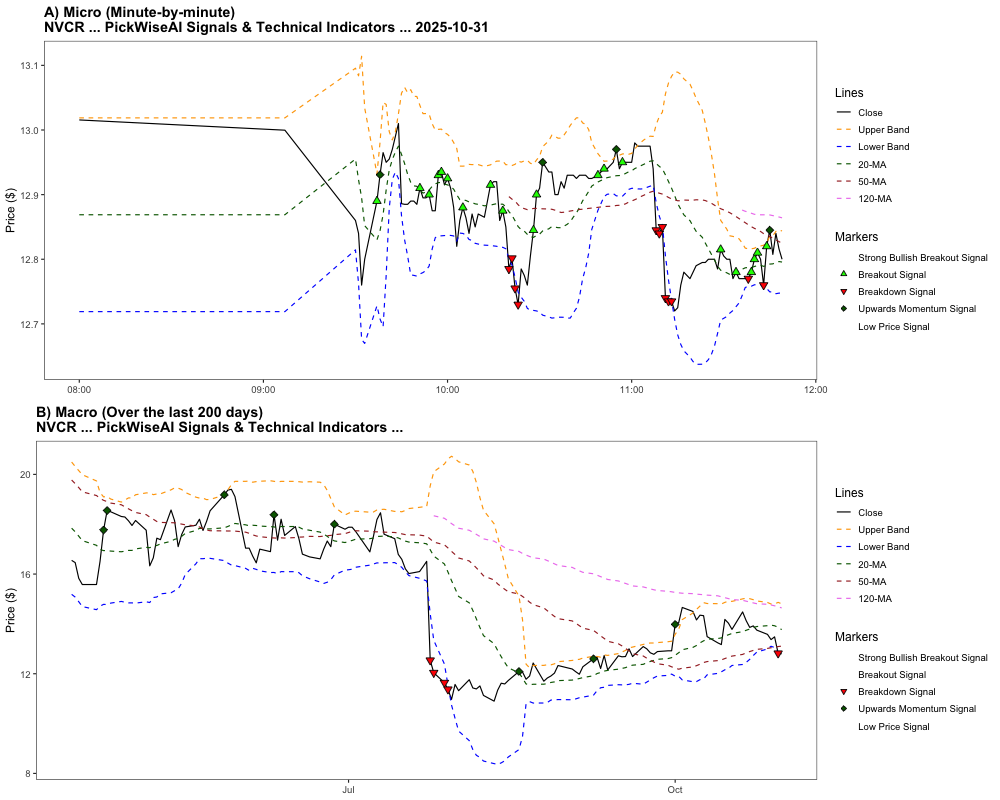 A) Micro (Minute-by-minute)
NVCR ... PickWiseAI Signals & Technical Indicators ... 2025-10-31
Price ($)
13.1
13.0
12.9
12.8
12.7
08:00
09:00
10:00
11:00
12:00
Lines
Close
Upper Band
Lower Band
20-MA
50-MA
120-MA
Markers
Strong Bullish Breakout Signal
Breakout Signal
Breakdown Signal
Upwards Momentum Signal
Low Price Signal
B) Macro (Over the last 200 days)
NVCR ... PickWiseAI Signals & Technical Indicators ...
Price ($)
20
16
12
8
Jul
Oct
Lines
Close
Upper Band
Lower Band
20-MA
50-MA
120-MA
Markers
Strong Bullish Breakout Signal
Breakout Signal
Breakdown Signal
Upwards Momentum Signal
Low Price Signal